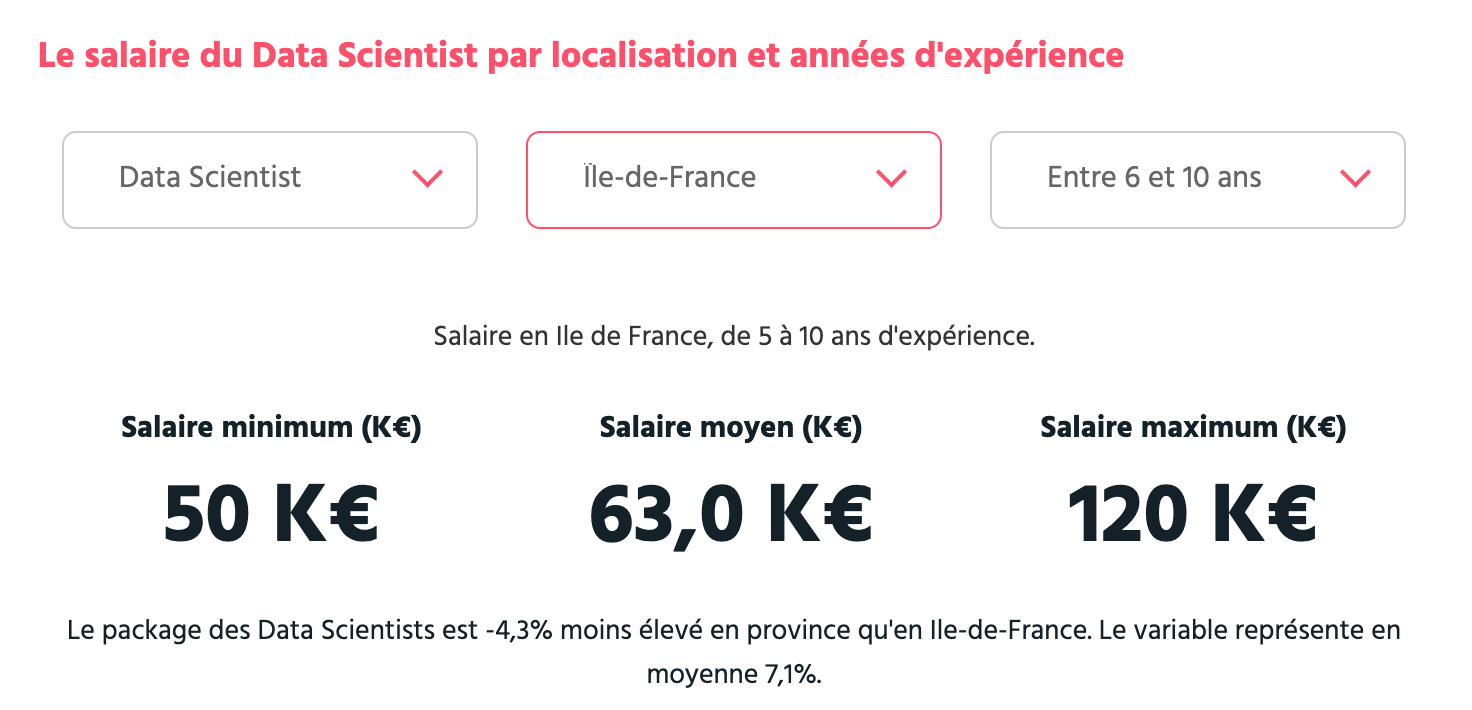 Le salaire du Data Scientist par localisation et années d'expérience
Data Scientist
Île-de-France
Entre 6 et 10 ans
Salaire en Ile de France, de 5 à 10 ans d'expérience.
Salaire minimum (K€)
50 K€
Salaire moyen (K€)
63,0 K€
Salaire maximum (K€)
120 K€
Le package des Data Scientists est -4,3% moins élevé en province qu'en Ile-de-France. Le variable représente en
moyenne 7,1%.